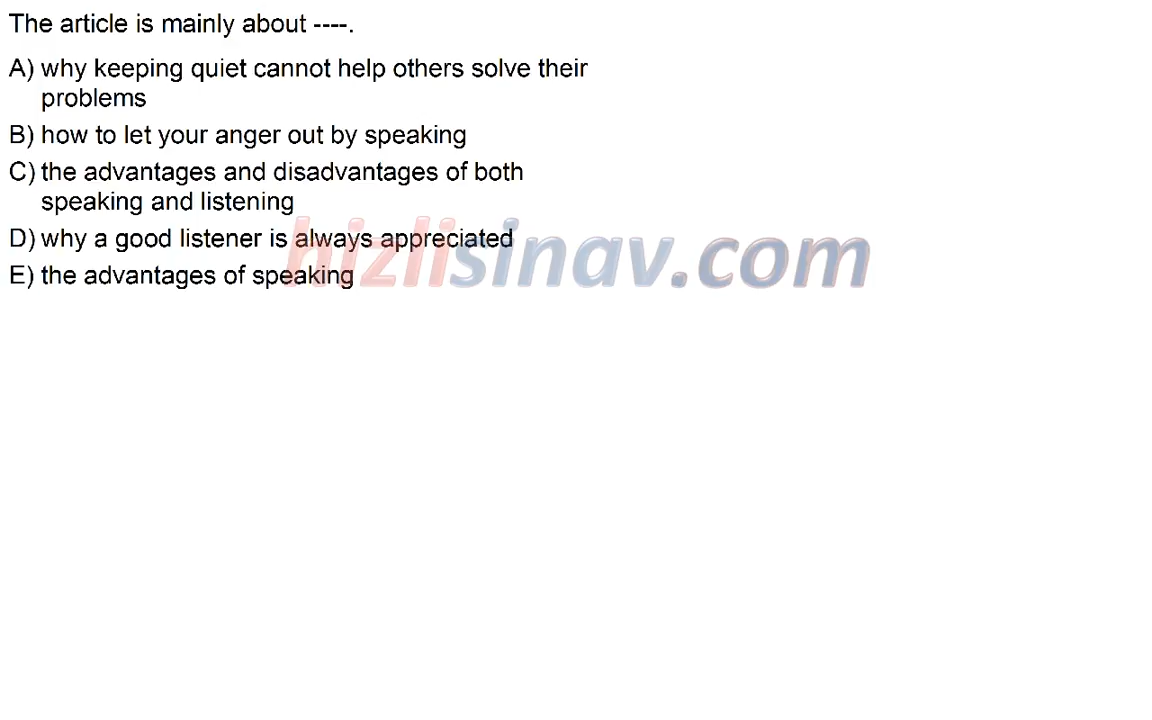 The article is mainly about ----.
A) why keeping quiet cannot help others solve their
problems
B) how to let your anger out by speaking
C) the advantages and disadvantages of both
speaking and listening
D) why a good listener is always appreciated
E) the advantages of speaking
hizlisinav.com